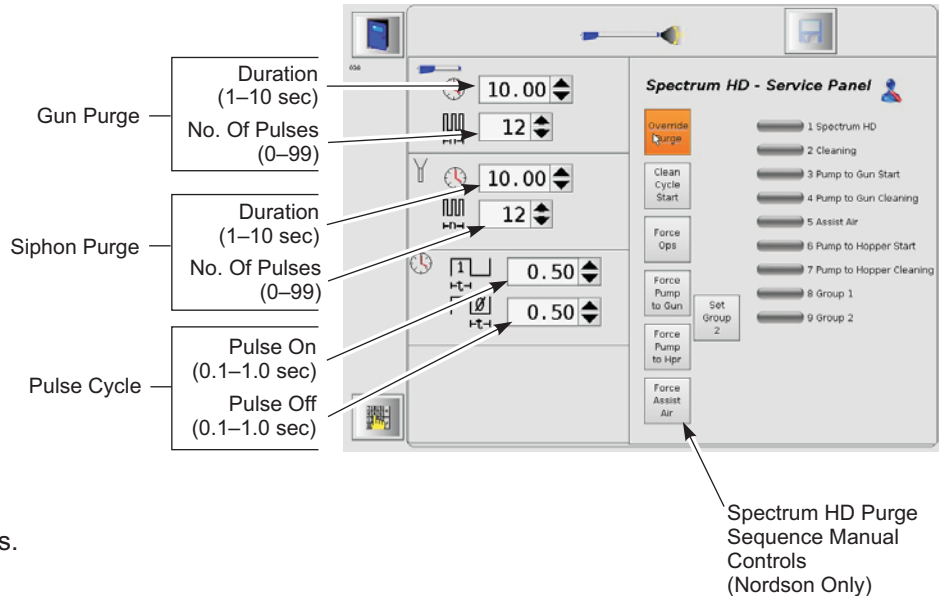 Gun Purge
Duration
(1–10 sec)
No. Of Pulses
(0–99)
Siphon Purge
Duration
(1–10 sec)
No. Of Pulses
(0–99)
Pulse Cycle
Pulse On
(0.1–1.0 sec)
Pulse Off
(0.1–1.0 sec)
10.00
12
10.00
12
1
t
0.50
Ø
t
0.50
Spectrum HD - Service Panel
Override
Purge
Clean
Cycle
Start
Force
Ops
Force
Pump
to Gun
Set
Group
2
Force
Pump
to Hpr
Force
Assist
Air
1 Spectrum HD
2 Cleaning
3 Pump to Gun Start
4 Pump to Gun Cleaning
5 Assist Air
6 Pump to Hopper Start
7 Pump to Hopper Cleaning
8 Group 1
9 Group 2
Spectrum HD Purge
Sequence Manual
Controls
(Nordson Only)
s.